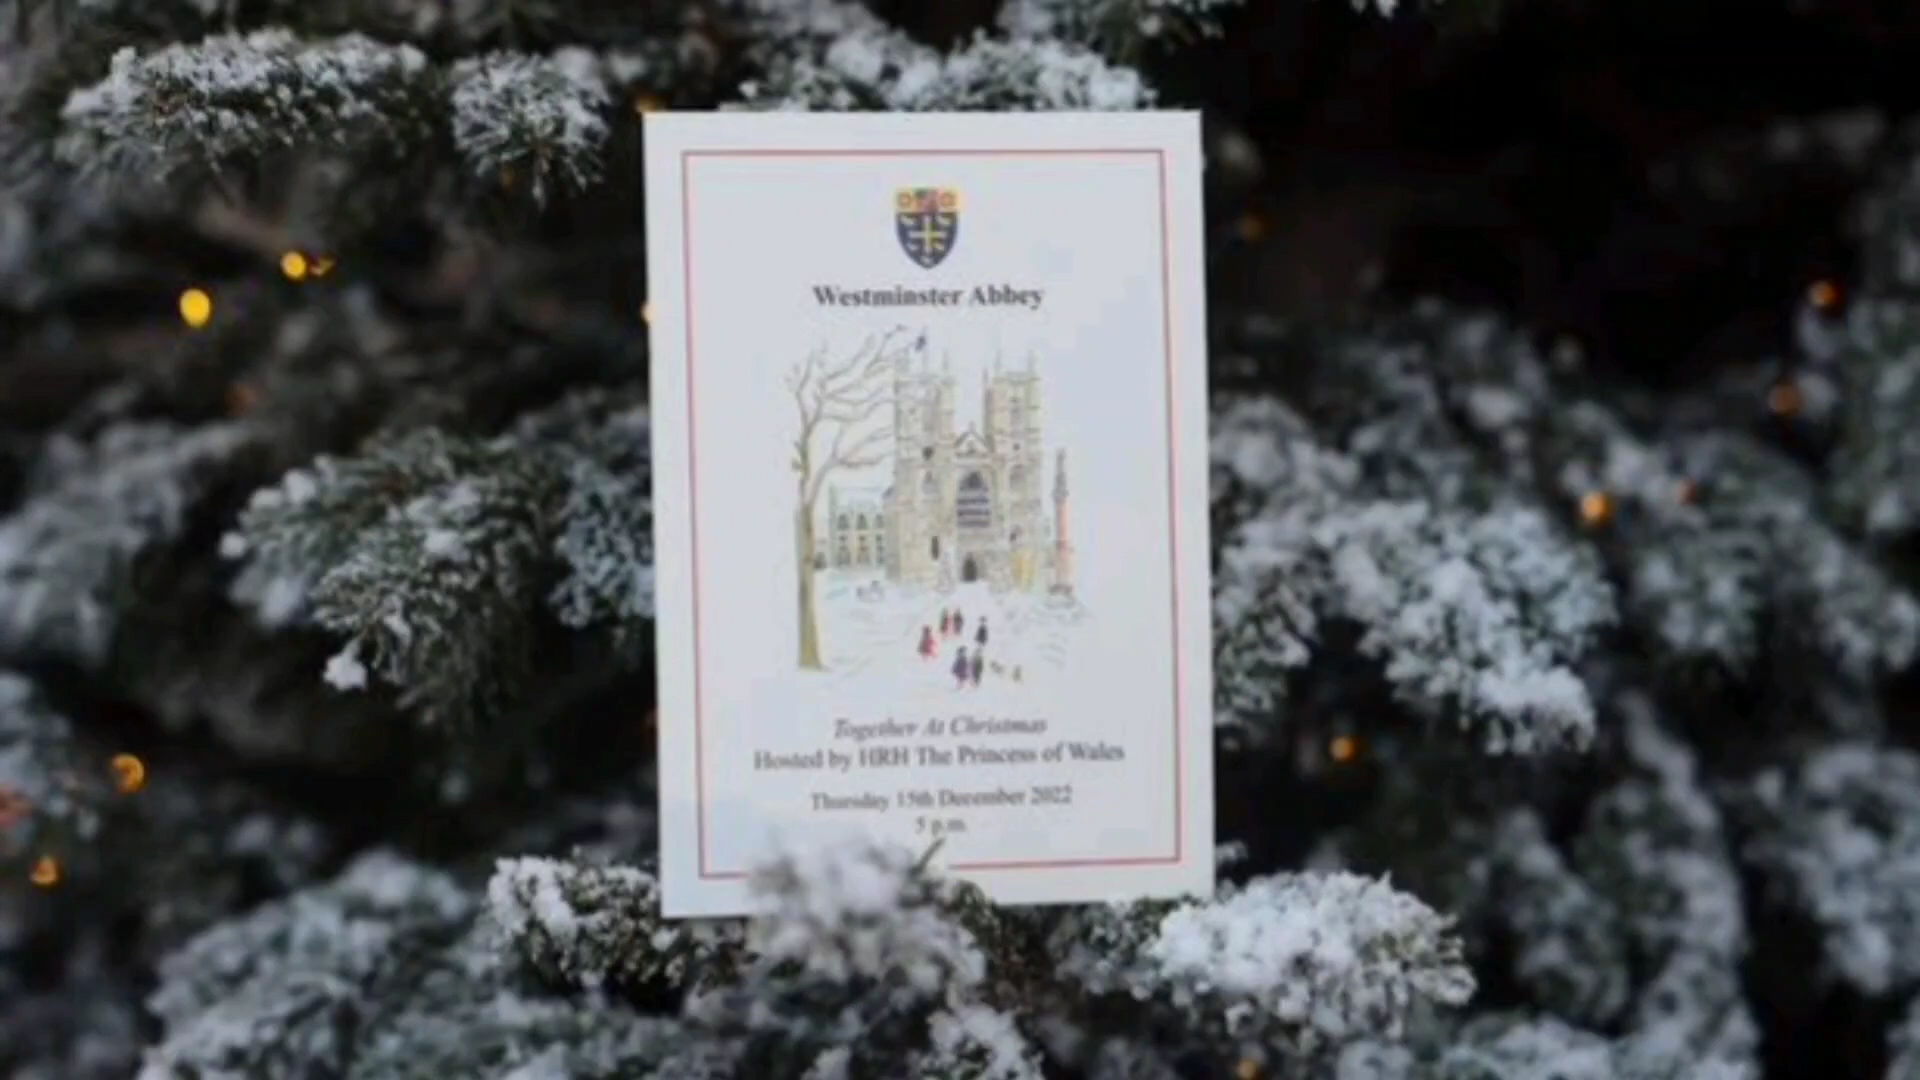 Westminster Abbey
Together At Christmas
Hosted by HRH The Princess of Wales
Thursday 15th December 2022
5 p.m.